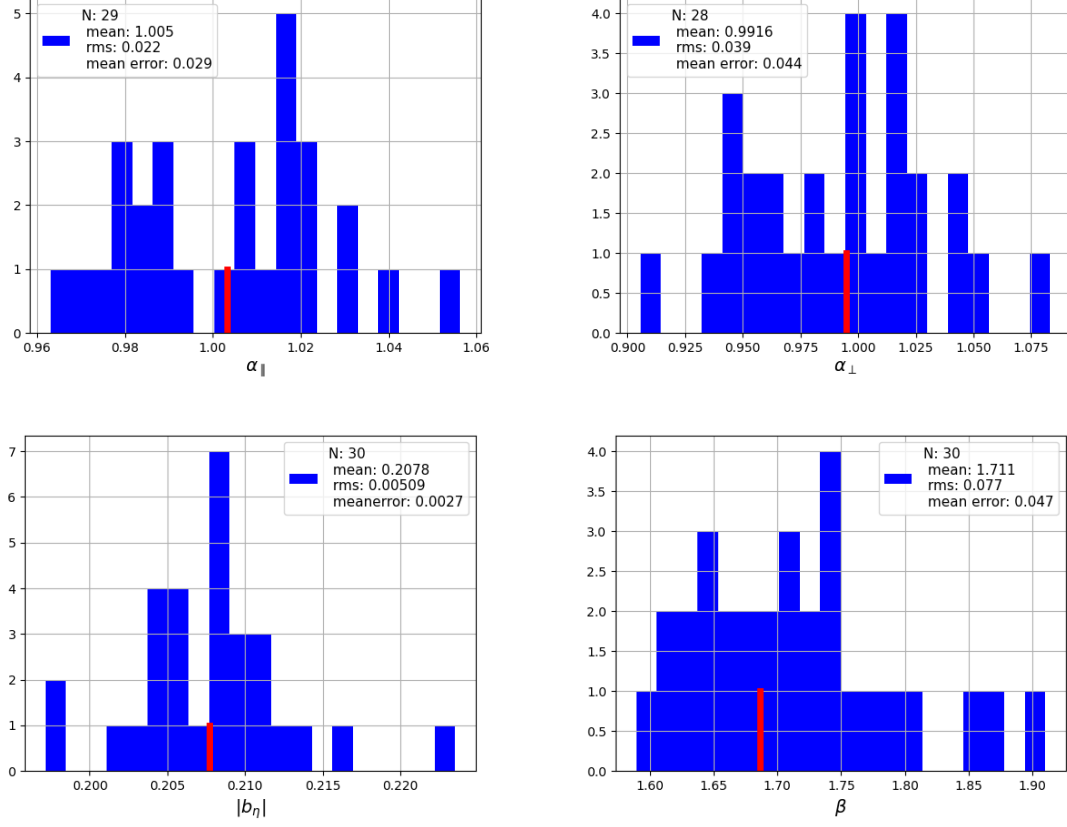 N: 29
mean: 1.005
rms: 0.022
mean error: 0.029
5
4
3
2
1
0
0.96 0.98 1.00 1.02 1.04 1.06
α∥
N: 28
mean: 0.9916
rms: 0.039
mean error: 0.044
4.0
3.5
3.0
2.5
2.0
1.5
1.0
0.5
0.0
0.900 0.925 0.950 0.975 1.000 1.025 1.050 1.075
α⊥
N: 30
mean: 0.2078
rms: 0.00509
meanerror: 0.0027
7
6
5
4
3
2
1
0
0.200 0.205 0.210 0.215 0.220
|bη|
N: 30
mean: 1.711
rms: 0.077
mean error: 0.047
4.0
3.5
3.0
2.5
2.0
1.5
1.0
0.5
0.0
1.60 1.65 1.70 1.75 1.80 1.85 1.90
β